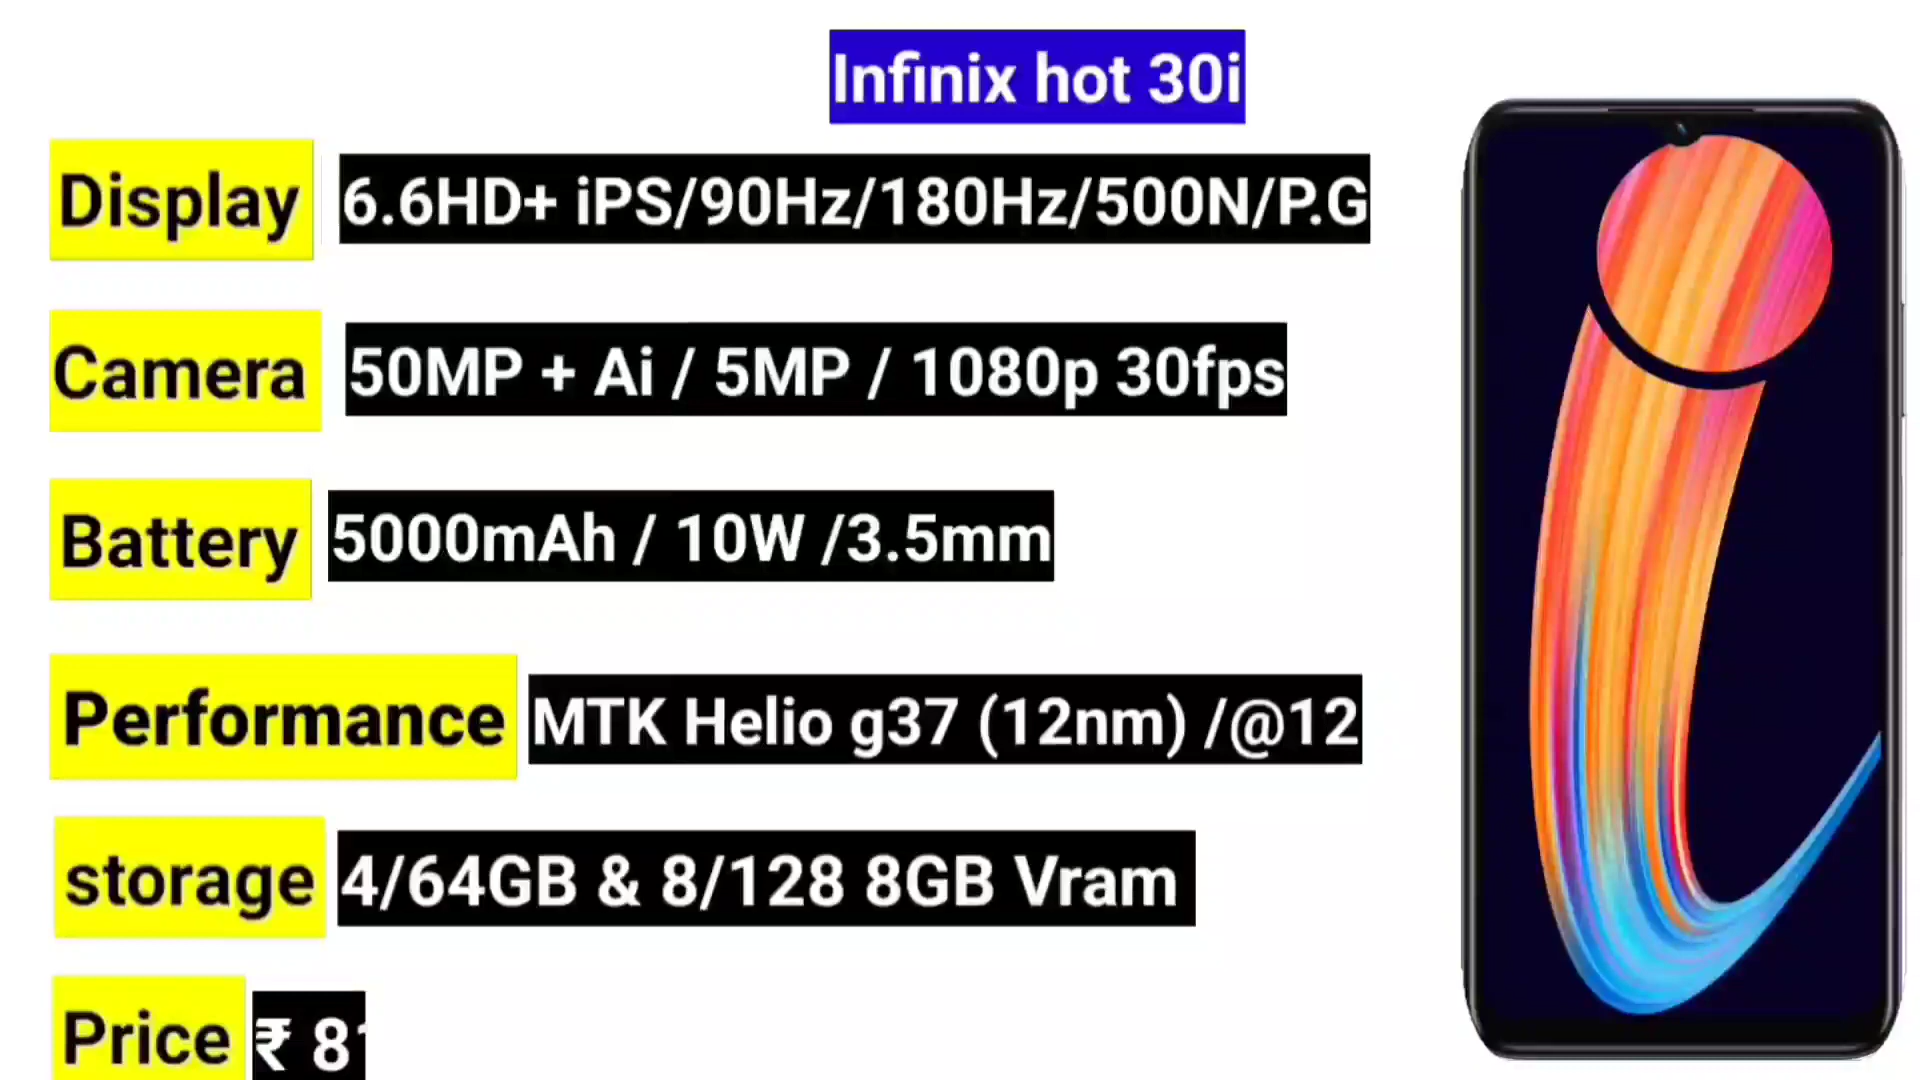 Infinix hot 30i
Display 6.6HD+ iPS/90Hz/180Hz/500N/P.G
Camera 50MP + Ai / 5MP / 1080p 30fps
Battery 5000mAh / 10W /3.5mm
Performance MTK Helio g37 (12nm) /@12
storage 4/64GB & 8/128 8GB Vram
Price ₹ 8